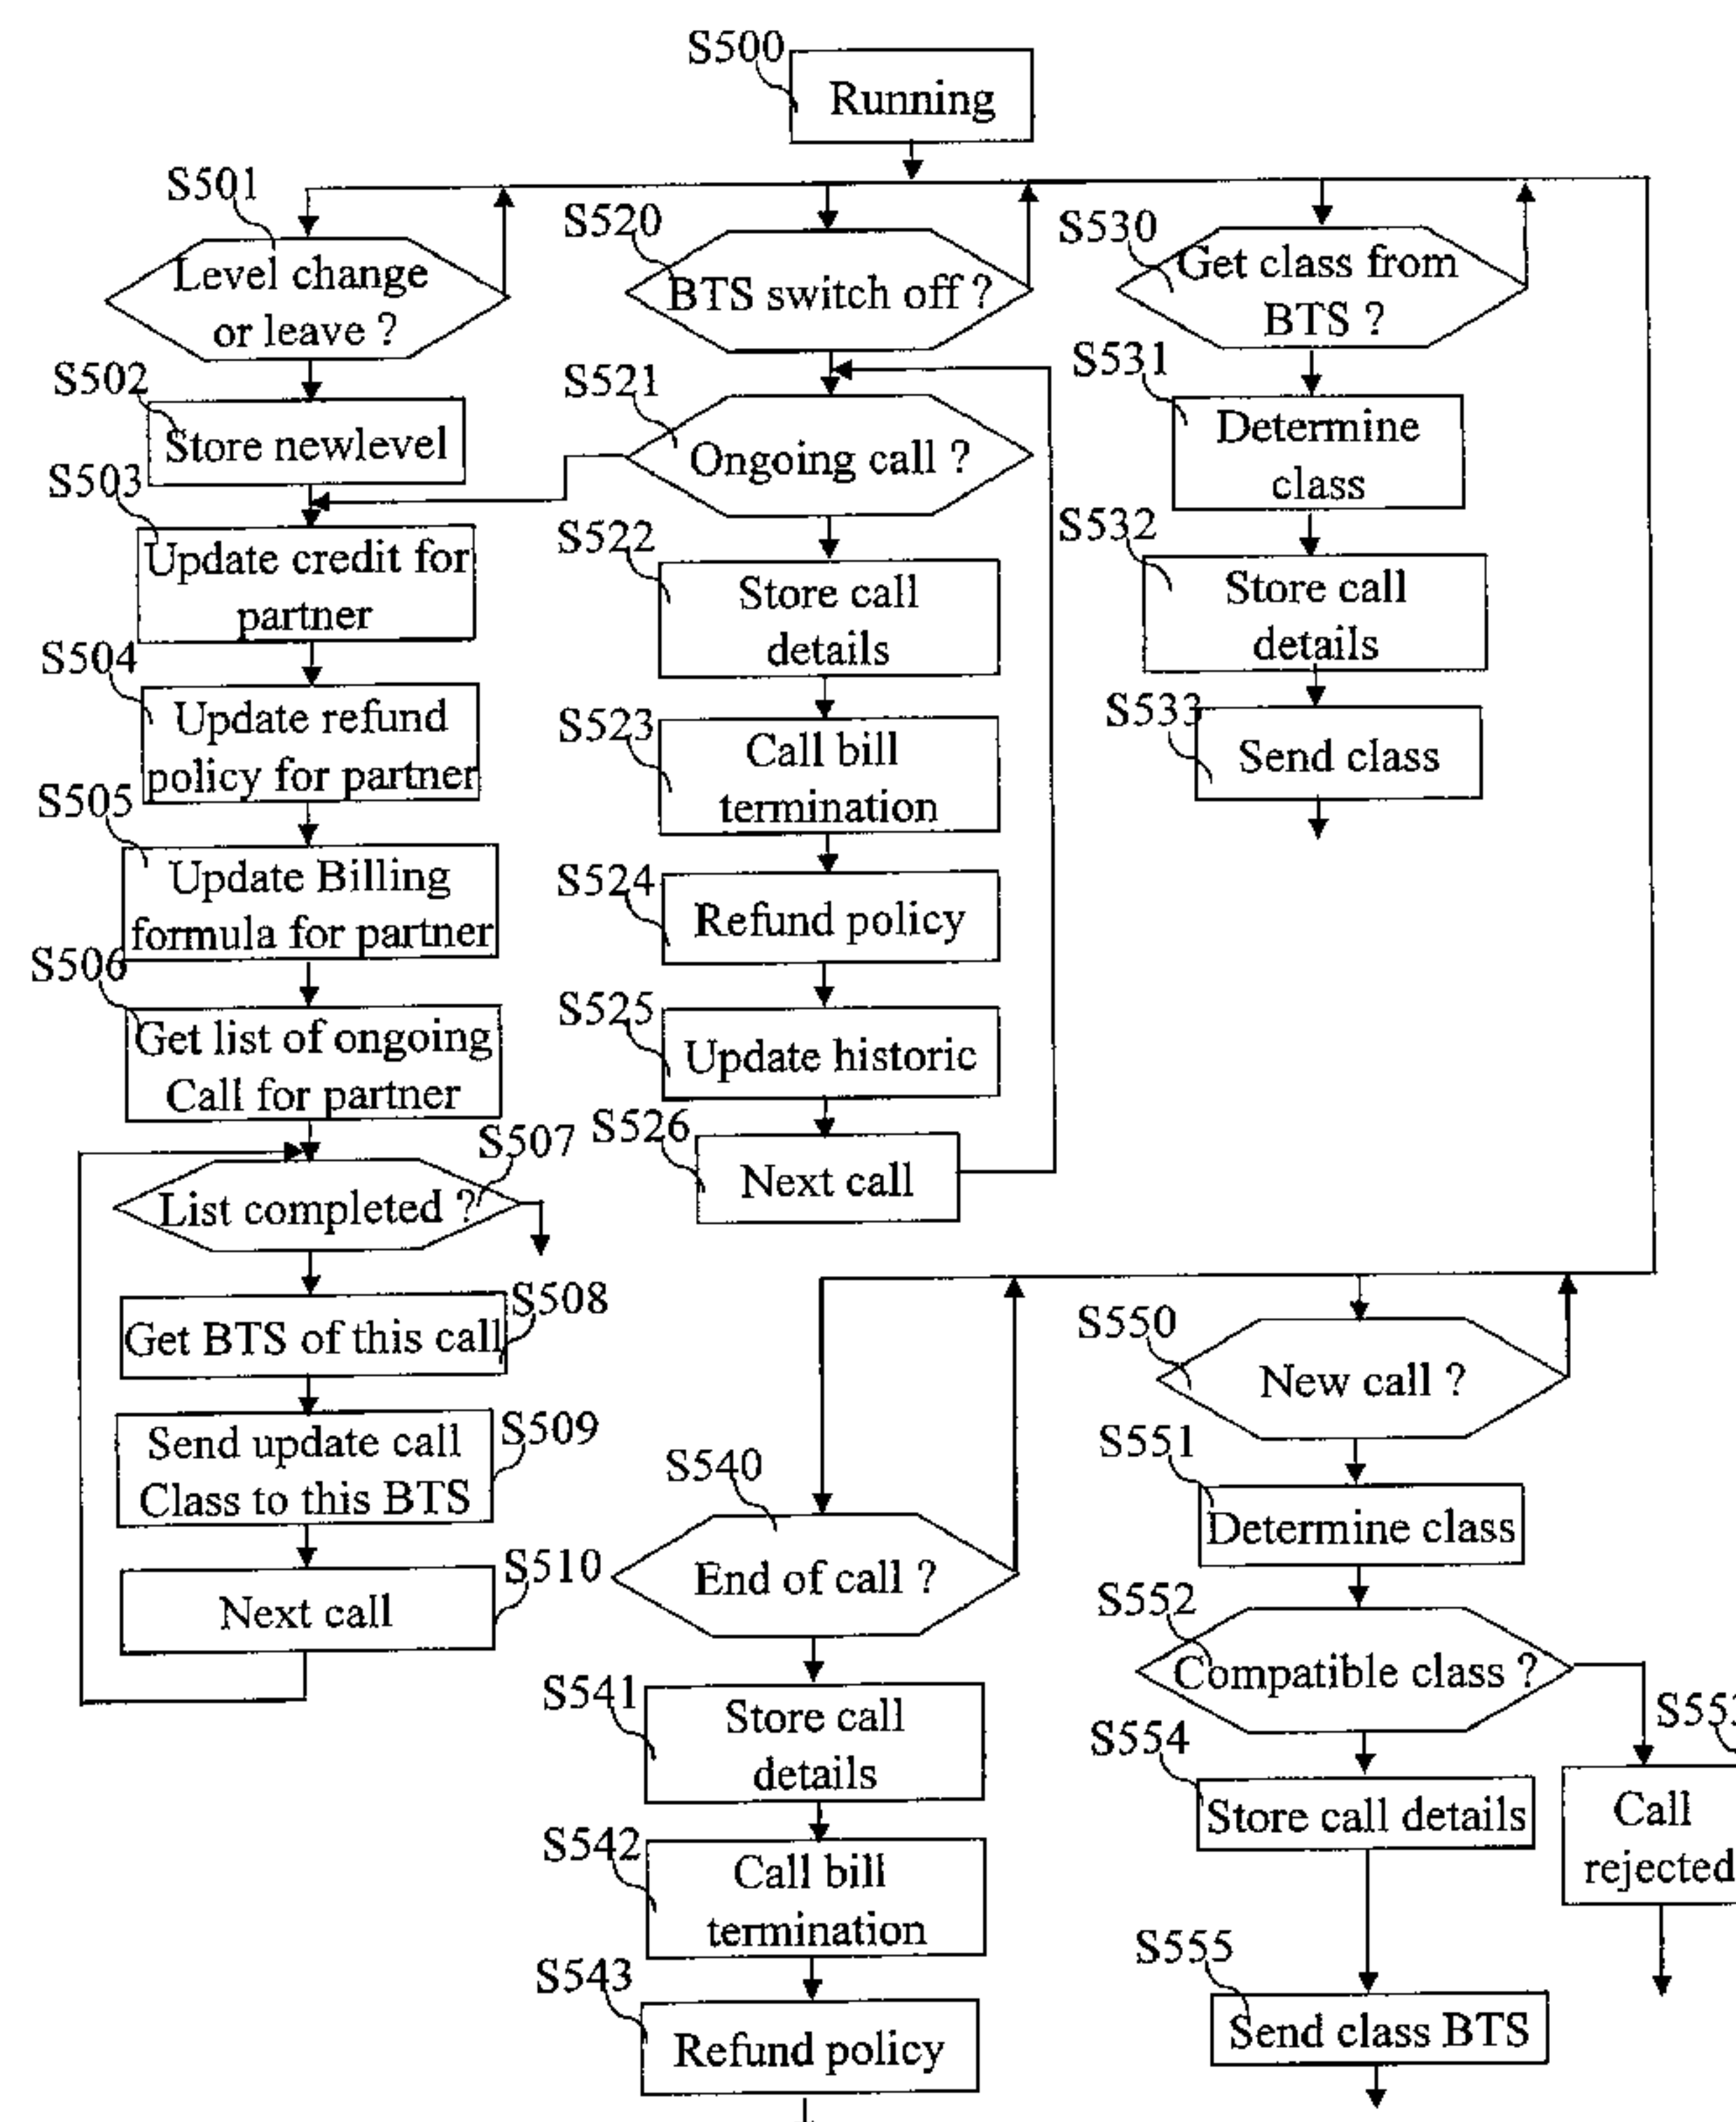 S500
Running
S501
Level change
or leave ?
S502
Store newlevel
S503
Update credit for
partner
S504
Update refund
policy for partner
S505
Update Billing
formula for partner
S506
Get list of ongoing
Call for partner
S507
List completed ?
S508
Get BTS of this call
S509
Send update call
Class to this BTS
S510
Next call
S520
BTS switch off ?
S521
Ongoing call ?
S522
Store call
details
S523
Call bill
termination
S524
Refund policy
S525
Update historic
S526
Next call
S530
Get class from
BTS ?
S531
Determine
class
S532
Store call
details
S533
Send class
S540
End of call ?
S541
Store call
details
S542
Call bill
termination
S543
Refund policy
S550
New call ?
S551
Determine class
S552
Compatible class ?
S553
Call
rejected
S554
Store call details
S555
Send class BTS